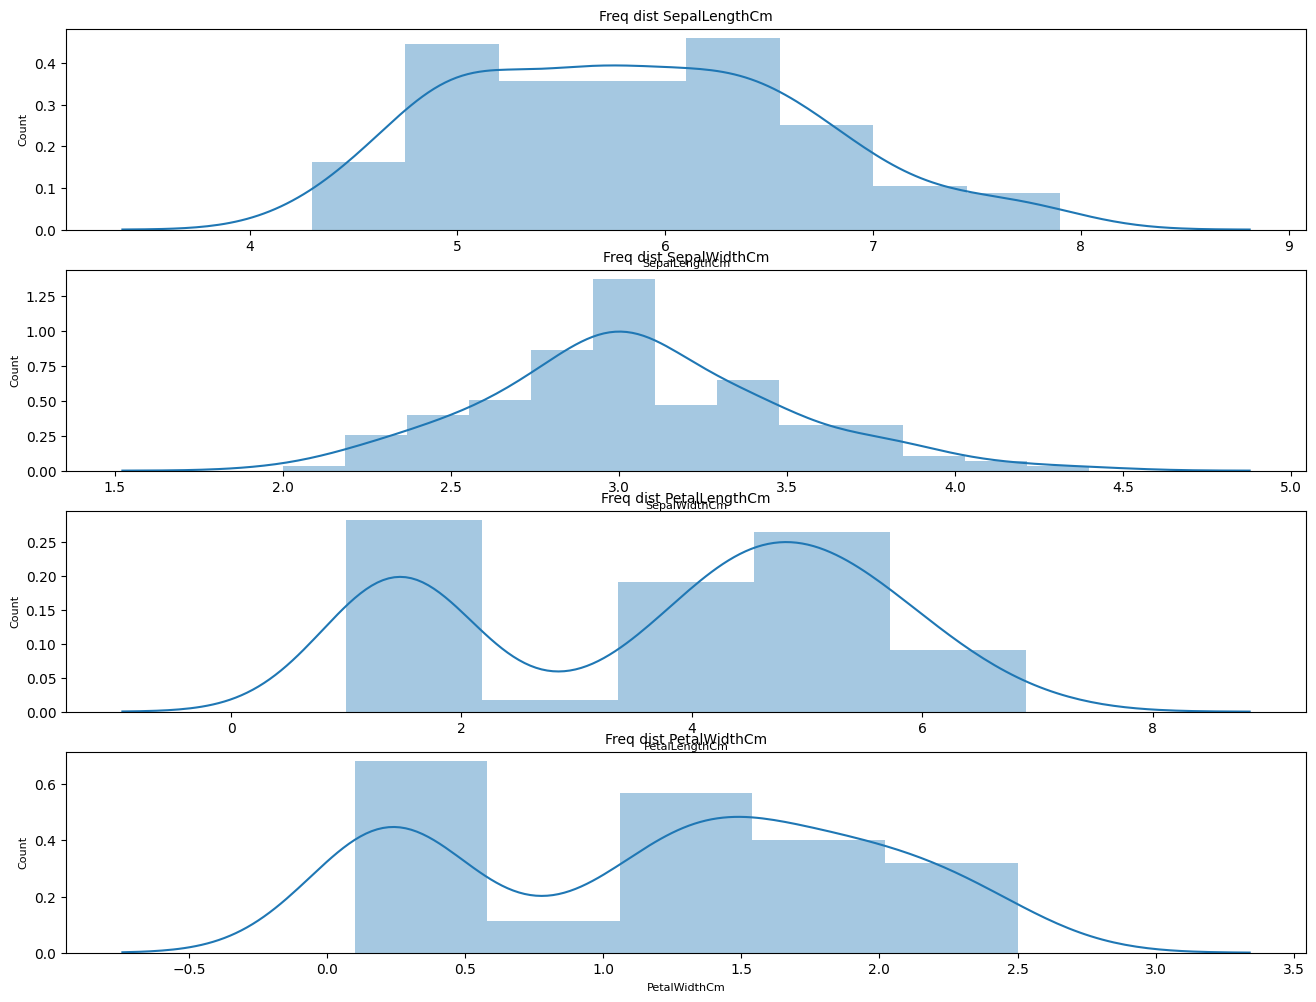 Freq dist SepalLengthCm
Count
0.4
0.3
0.2
0.1
0.0
4 5 6 7 8 9
SepalLengthCm
Freq dist SepalWidthCm
Count
1.25
1.00
0.75
0.50
0.25
0.00
1.5 2.0 2.5 3.0 3.5 4.0 4.5 5.0
SepalWidthCm
Freq dist PetalLengthCm
Count
0.25
0.20
0.15
0.10
0.05
0.00
0 2 4 6 8
PetalLengthCm
Freq dist PetalWidthCm
Count
0.6
0.4
0.2
0.0
−0.5 0.0 0.5 1.0 1.5 2.0 2.5 3.0 3.5
PetalWidthCm